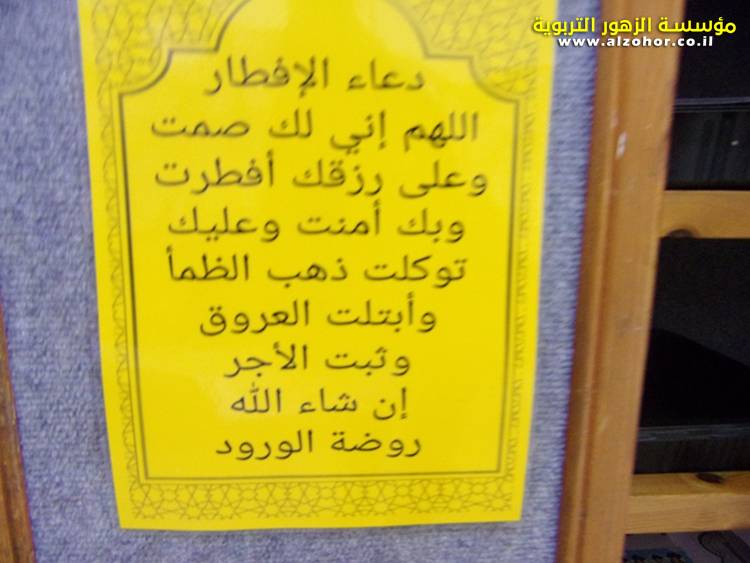 مؤسسة الزهور التربوية
www.alzohor.co.il
دعاء الإفطار
اللهم إني لك صمت
وعلى رزقك أفطرت
وبك أمنت وعليك
توكلت ذهب الظمأ
وأبتلت العروق
وثبت الأجر
إن شاء الله
روضة الورود